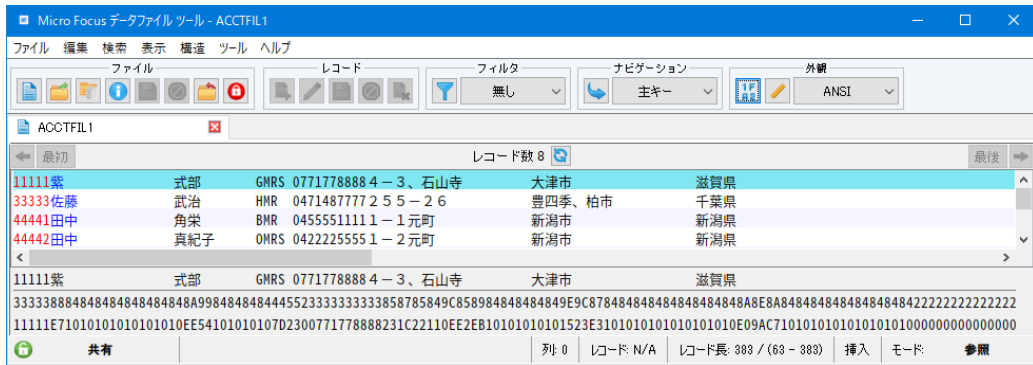 Micro Focus データファイル ツール - ACCTFIL1
ファイル 編集 検索 表示 構造 ツール ヘルプ
ファイル レコード フィルタ ナビゲーション 外観
無し 主キー ANSI
ACCTFIL1
最初 レコード数 8 最後
11111紫 式部 GMRS 0771778888４－３、石山寺 大津市 滋賀県
33333佐藤 武治 HMR 0471487777２５５－２６ 豊四季、柏市 千葉県
44441田中 角栄 BMR 0455551111１－１元町 新潟市 新潟県
44442田中 真紀子 OMRS 0422225555１－２元町 新潟市 新潟県
11111紫 式部 GMRS 0771778888４－３、石山寺 大津市 滋賀県
共有 列: 0 レコード: N/A レコード長: 383 / (63 - 383) 挿入 モード: 参照